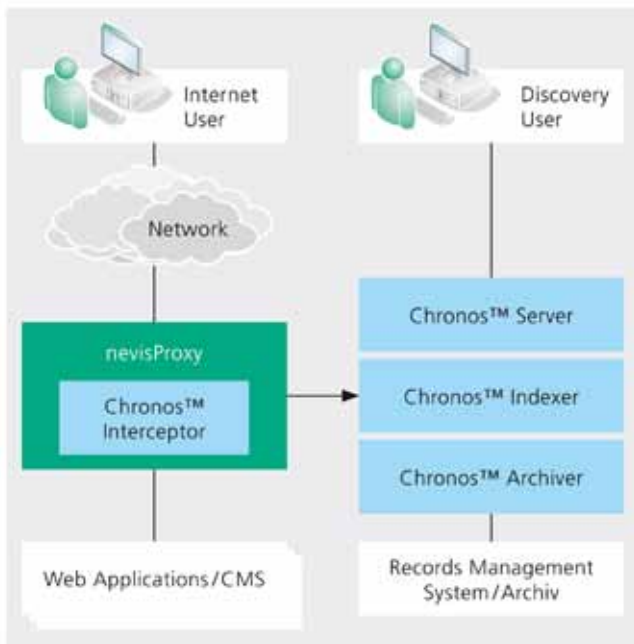 Internet
User
Discovery
User
Network
nevisProxy
Chronos™
Interceptor
Chronos™ Server
Chronos™ Indexer
Chronos™ Archiver
Web Applications/CMS
Records Management
System/Archiv